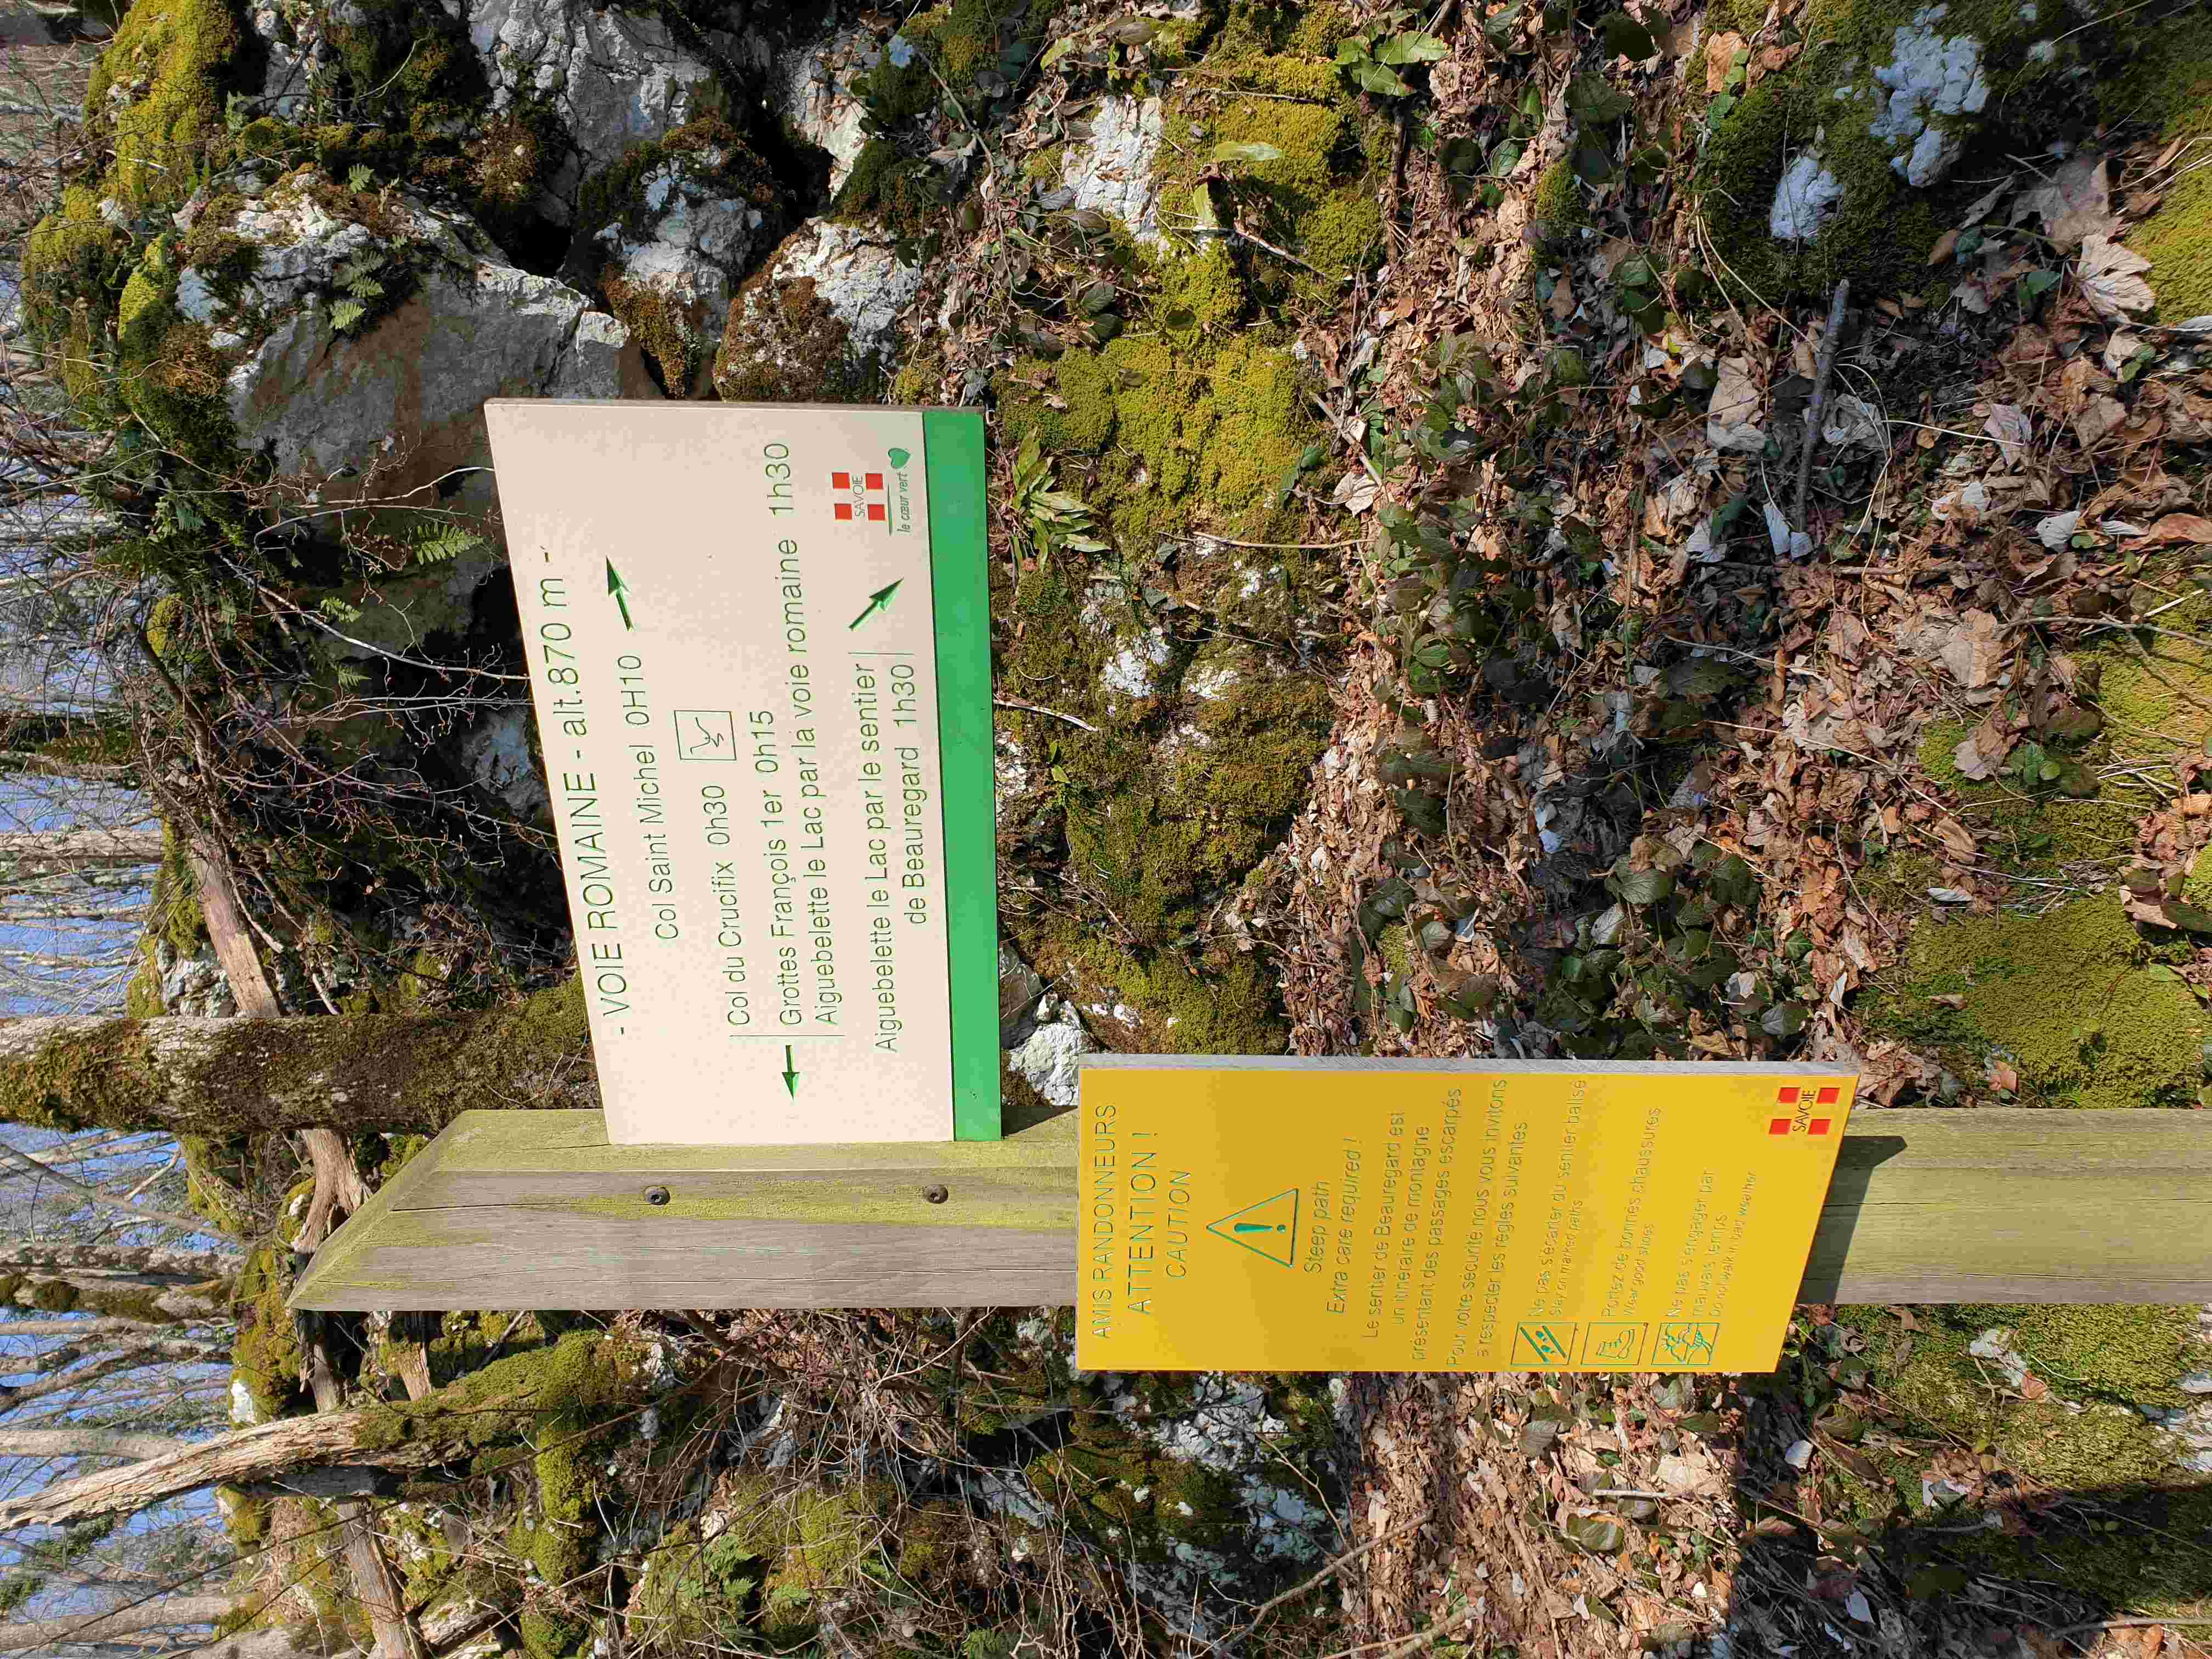 - VOIE ROMAINE - alt.870 m -
Col Saint Michel 0H10
Col du Crucifix 0h30
Grottes François 1er 0h15
Aiguebelette le Lac par la voie romaine 1h30
Aiguebelette le Lac par le sentier
de Beauregard 1h30
SAVOIE
le cœur vert
AMIS RANDONNEURS
ATTENTION !
CAUTION
!
Steep path
Extra care required !
Le sentier de Beauregard est
un itinéraire de montagne
présentant des passages escarpés
Pour votre sécurité nous vous invitons
à respecter les règles suivantes :
Ne pas s'écarter du sentier balisé
Stay on marked paths
Portez de bonnes chaussures
Wear good shoes
Ne pas s'engager par
mauvais temps
Do not walk in bad weather
SAVOIE